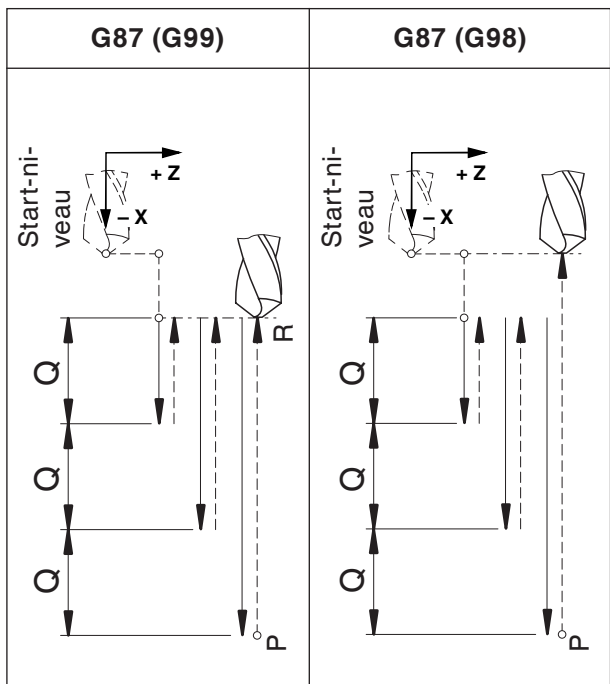 G87 (G99)
G87 (G98)
Start-ni-
veau
+ Z
– X
R
Q
Q
Q
P
Start-ni-
veau
+ Z
– X
Q
Q
Q
P